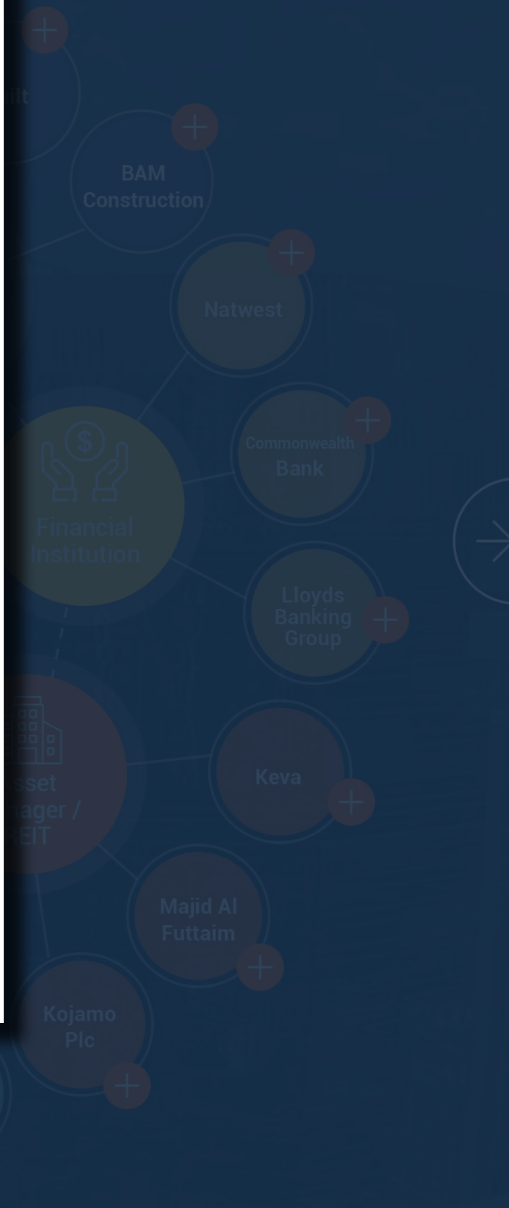 BAM
Construction
Natwest
Commonwealth
Bank
Financial
Institution
Lloyds
Banking
Group
Keva
Majid Al
Futtaim
Kojamo
Plc